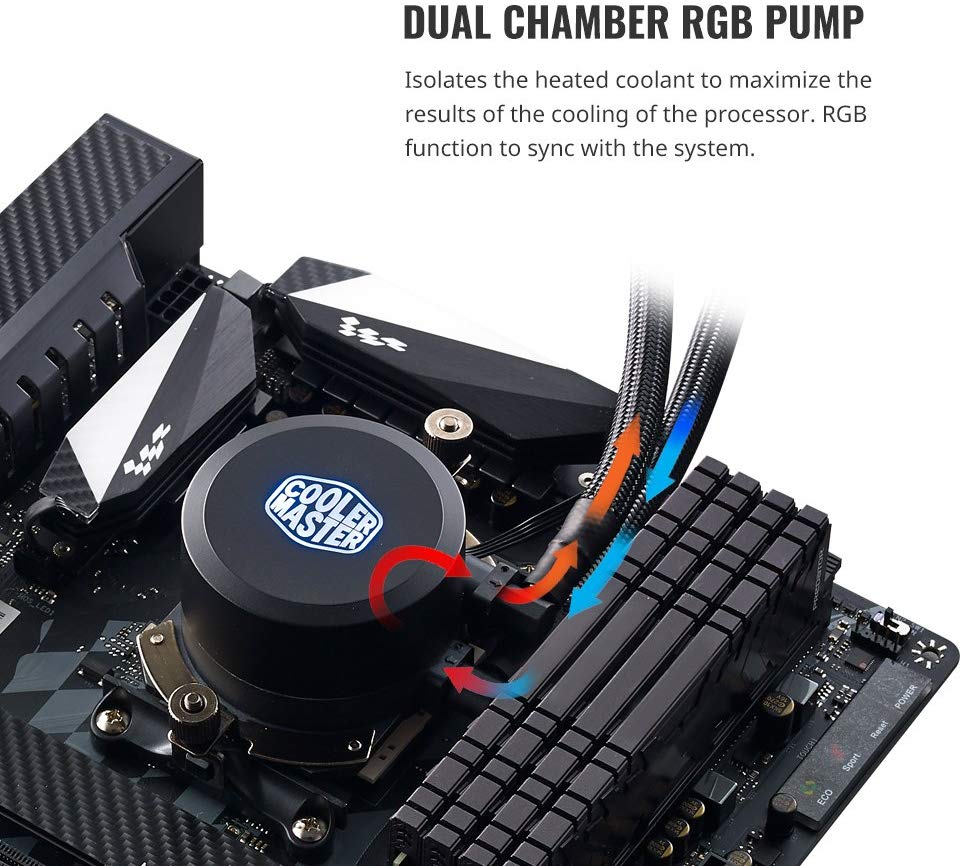 DUAL CHAMBER RGB PUMP
Isolates the heated coolant to maximize the
results of the cooling of the processor. RGB
function to sync with the system.
COOLER
MASTER
POWER
Reset
Sport
ECO